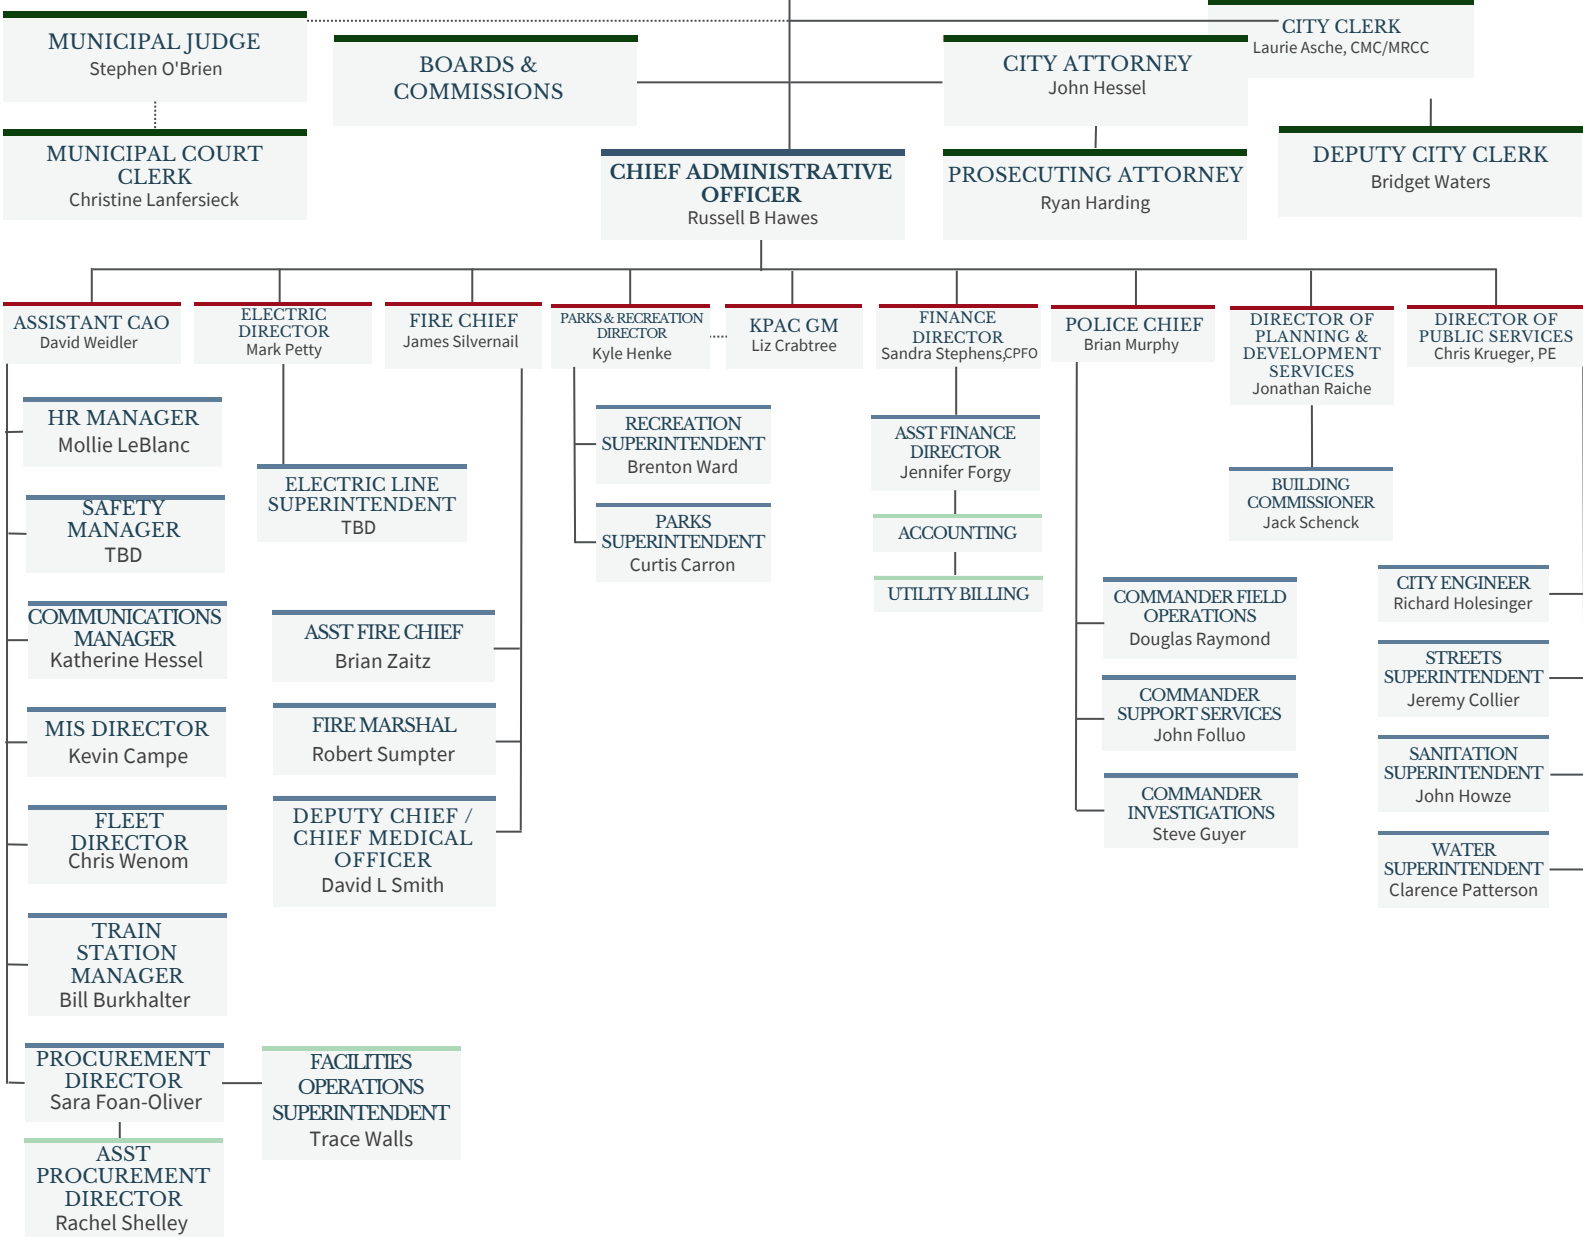 MUNICIPAL JUDGE
Stephen O'Brien
BOARDS &
COMMISSIONS
CITY ATTORNEY
John Hessel
CITY CLERK
Laurie Asche, CMC/MRCC
MUNICIPAL COURT
CLERK
Christine Lanfersieck
CHIEF ADMINISTRATIVE
OFFICER
Russell B Hawes
PROSECUTING ATTORNEY
Ryan Harding
DEPUTY CITY CLERK
Bridget Waters
ASSISTANT CAO
David Weidler
ELECTRIC
DIRECTOR
Mark Petty
FIRE CHIEF
James Silvernail
PARKS & RECREATION
DIRECTOR
Kyle Henke
KPAC GM
Liz Crabtree
FINANCE
DIRECTOR
Sandra Stephens,CPFO
POLICE CHIEF
Brian Murphy
DIRECTOR OF
PLANNING &
DEVELOPMENT
SERVICES
Jonathan Raiche
DIRECTOR OF
PUBLIC SERVICES
Chris Krueger, PE
HR MANAGER
Mollie LeBlanc
SAFETY
MANAGER
TBD
COMMUNICATIONS
MANAGER
Katherine Hessel
MIS DIRECTOR
Kevin Campe
FLEET
DIRECTOR
Chris Wenom
TRAIN
STATION
MANAGER
Bill Burkhalter
PROCUREMENT
DIRECTOR
Sara Foan-Oliver
ASST
PROCUREMENT
DIRECTOR
Rachel Shelley
FACILITIES
OPERATIONS
SUPERINTENDENT
Trace Walls
ELECTRIC LINE
SUPERINTENDENT
TBD
ASST FIRE CHIEF
Brian Zaitz
FIRE MARSHAL
Robert Sumpter
DEPUTY CHIEF /
CHIEF MEDICAL
OFFICER
David L Smith
RECREATION
SUPERINTENDENT
Brenton Ward
PARKS
SUPERINTENDENT
Curtis Carron
ASST FINANCE
DIRECTOR
Jennifer Forgy
ACCOUNTING
UTILITY BILLING
COMMANDER FIELD
OPERATIONS
Douglas Raymond
COMMANDER
SUPPORT SERVICES
John Folluo
COMMANDER
INVESTIGATIONS
Steve Guyer
BUILDING
COMMISSIONER
Jack Schenck
CITY ENGINEER
Richard Holesinger
STREETS
SUPERINTENDENT
Jeremy Collier
SANITATION
SUPERINTENDENT
John Howze
WATER
SUPERINTENDENT
Clarence Patterson